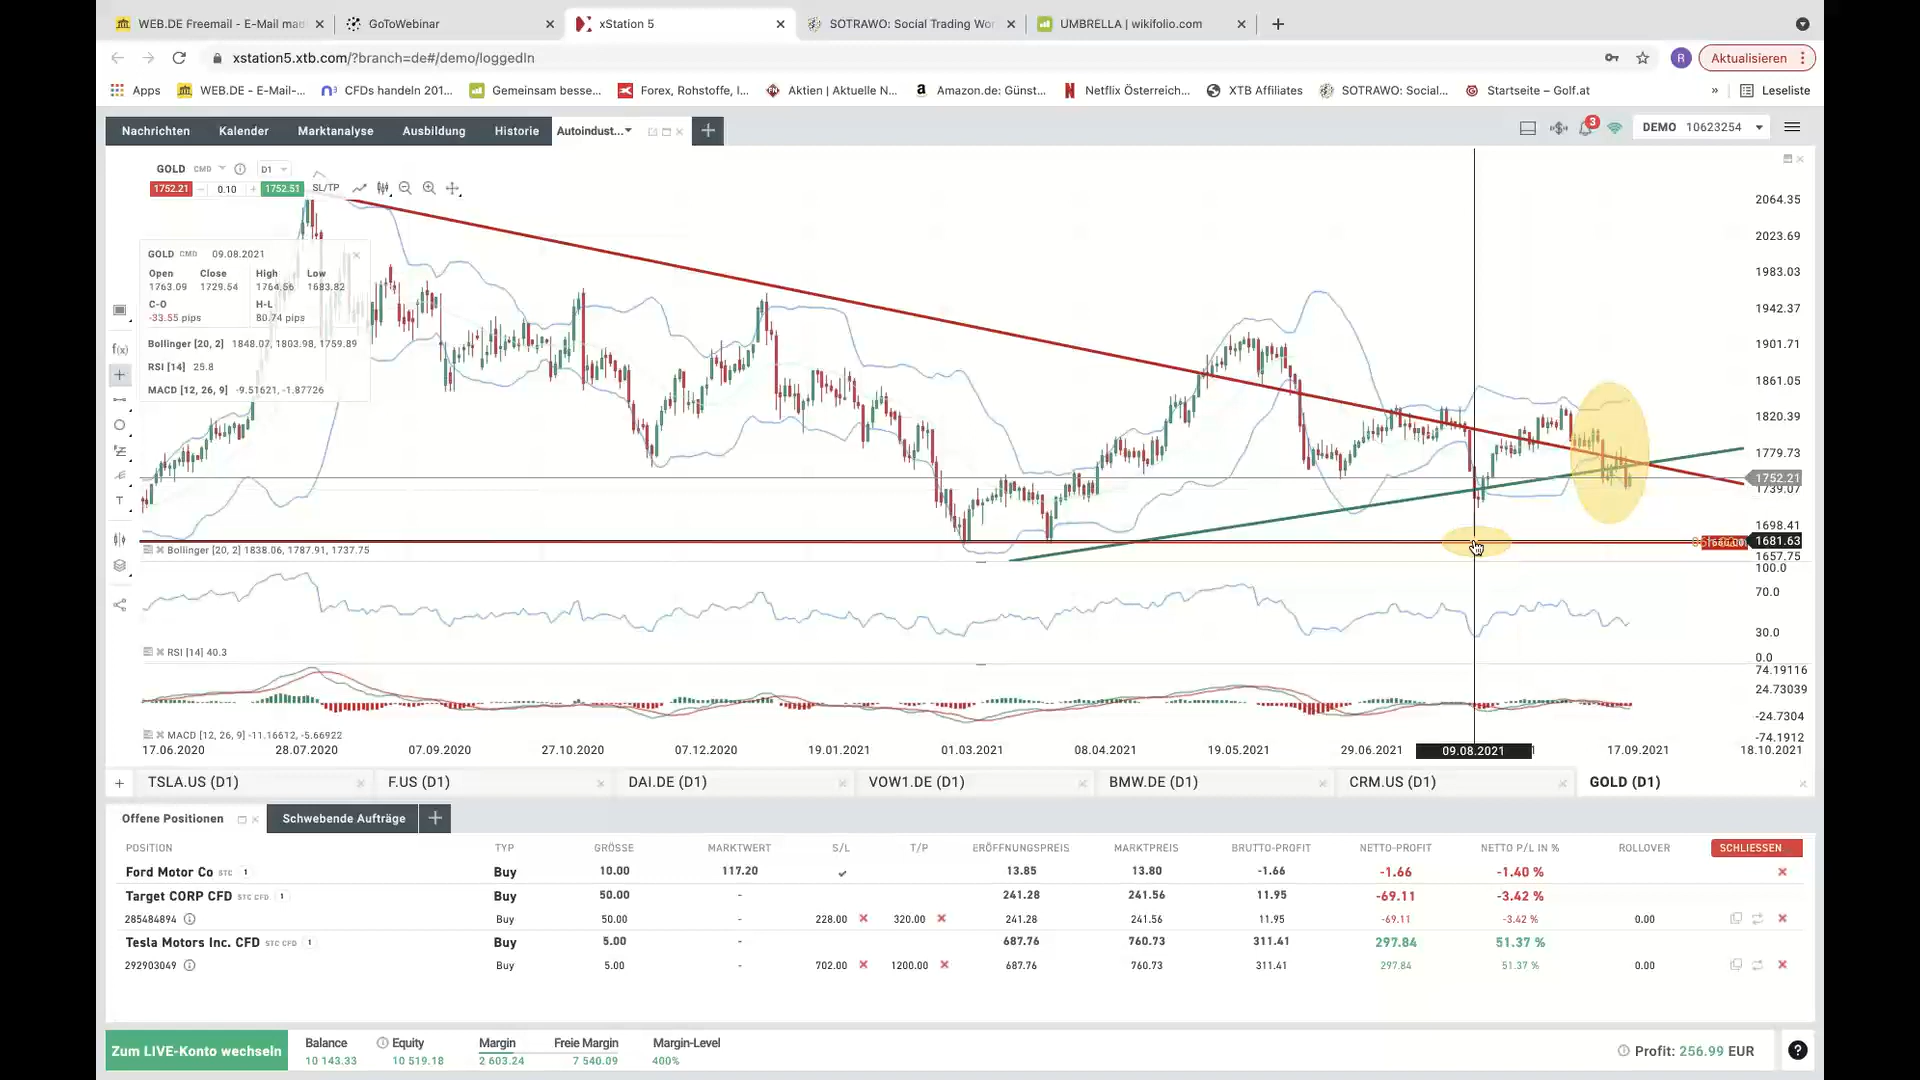 WEB.DE Freemail - E-Mail mac
GoToWebinar
xStation 5
SOTRAWO: Social Trading Wor
UMBRELLA | wikifolio.com
xstation5.xtb.com/?branch=de#/demo/loggedIn
R
Aktualisieren
Apps
WEB.DE - E-Mail-...
CFDs handeln 201...
Gemeinsam besse...
Forex, Rohstoffe, I...
Aktien | Aktuelle N...
Amazon.de: Günst...
Netflix Österreich...
XTB Affiliates
SOTRAWO: Social...
Startseite – Golf.at
»
Leseliste
Nachrichten
Kalender
Marktanalyse
Ausbildung
Historie
Autoindust...
3
DEMO 10623254
GOLD CMD
D1
1752.21
0.10
1752.51
SL/TP
GOLD CMD 09.08.2021
Open Close High Low
1763.09 1729.54 1764.56 1683.82
C-O H-L
-33.55 pips 80.74 pips
Bollinger [20, 2] 1848.07, 1803.98, 1759.89
RSI [14] 25.8
MACD [12, 26, 9] -9.51621, -1.87726
f(x)
T
2064.35
2023.69
1983.03
1942.37
1901.71
1861.05
1820.39
1779.73
1752.21
1739.07
1698.41
1681.63
1657.75
Bollinger [20, 2] 1838.06, 1787.91, 1737.75
100.0
70.0
30.0
0.0
RSI [14] 40.3
74.19116
24.73039
-24.7304
-74.1912
MACD [12, 26, 9] -11.16612, -5.66922
17.06.2020
28.07.2020
07.09.2020
27.10.2020
07.12.2020
19.01.2021
01.03.2021
08.04.2021
19.05.2021
29.06.2021
09.08.2021
17.09.2021
18.10.2021
TSLA.US (D1)
F.US (D1)
DAI.DE (D1)
VOW1.DE (D1)
BMW.DE (D1)
CRM.US (D1)
GOLD (D1)
Offene Positionen
Schwebende Aufträge
POSITION TYP GRÖSSE MARKTWERT S/L T/P ERÖFFNUNGSPREIS MARKTPREIS BRUTTO-PROFIT NETTO-PROFIT NETTO P/L IN % ROLLOVER SCHLIESSEN
Ford Motor Co STC 1 Buy 10.00 117.20 13.85 13.80 -1.66 -1.66 -1.40 %
Target CORP CFD STC CFD 1 Buy 50.00 - 241.28 241.56 11.95 -69.11 -3.42 %
285484894 Buy 50.00 - 228.00 320.00 241.28 241.56 11.95 -69.11 -3.42 % 0.00
Tesla Motors Inc. CFD STC CFD 1 Buy 5.00 - 687.76 760.73 311.41 297.84 51.37 %
292903049 Buy 5.00 - 702.00 1200.00 687.76 760.73 311.41 297.84 51.37 % 0.00
Zum LIVE-Konto wechseln
Balance Equity Margin Freie Margin Margin-Level
10 143.33 10 519.18 2 603.24 7 540.09 400%
Profit: 256.99 EUR
?